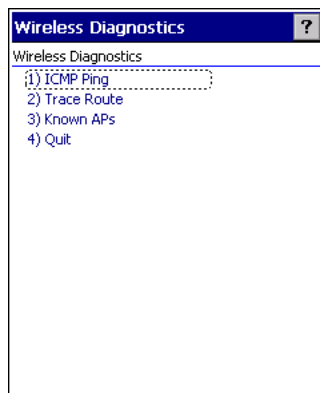 Wireless Diagnostics ?
Wireless Diagnostics
1) ICMP Ping
2) Trace Route
3) Known APs
4) Quit